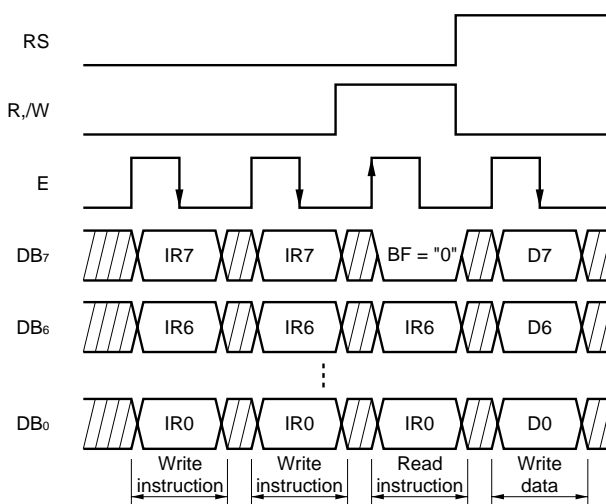 RS
R,/W
E
DB7 IR7 IR7 BF = "0" D7
DB6 IR6 IR6 IR6 D6
DB0 IR0 IR0 IR0 D0
Write instruction
Write instruction
Read instruction
Write data